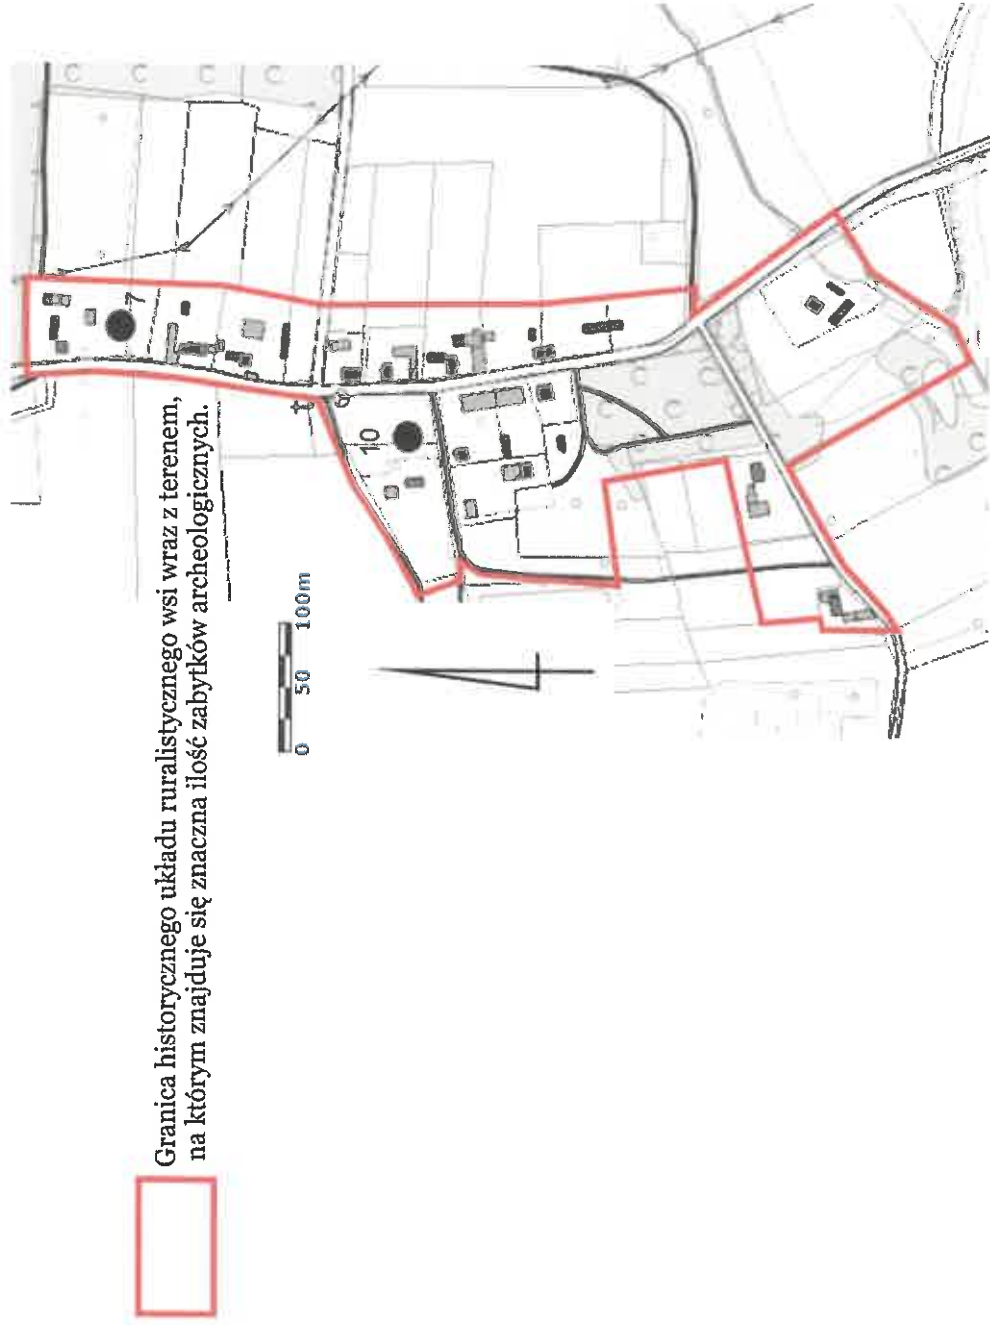 Granica historycznego układu ruralistycznego wsi wraz z terenem,
na którym znajduje się znaczna ilość zabytków archeologicznych.
0 50 100m
7
10
C C C C C
C C C C
C C
C